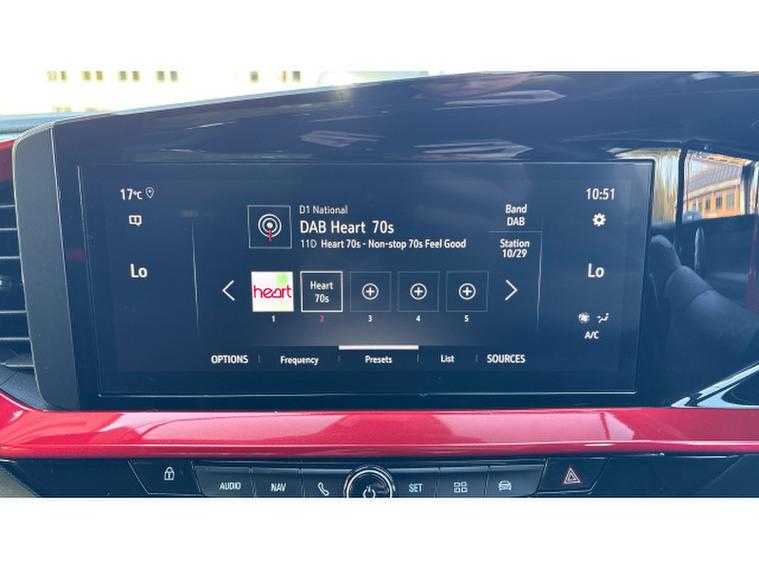 17°C
10:51
D1 National
DAB Heart 70s
11D Heart 70s - Non-stop 70s Feel Good
Band
DAB
Station
10/29
Lo
Lo
heart
Heart
70s
1 2 3 4 5
A/C
OPTIONS Frequency Presets List SOURCES
AUDIO NAV SET